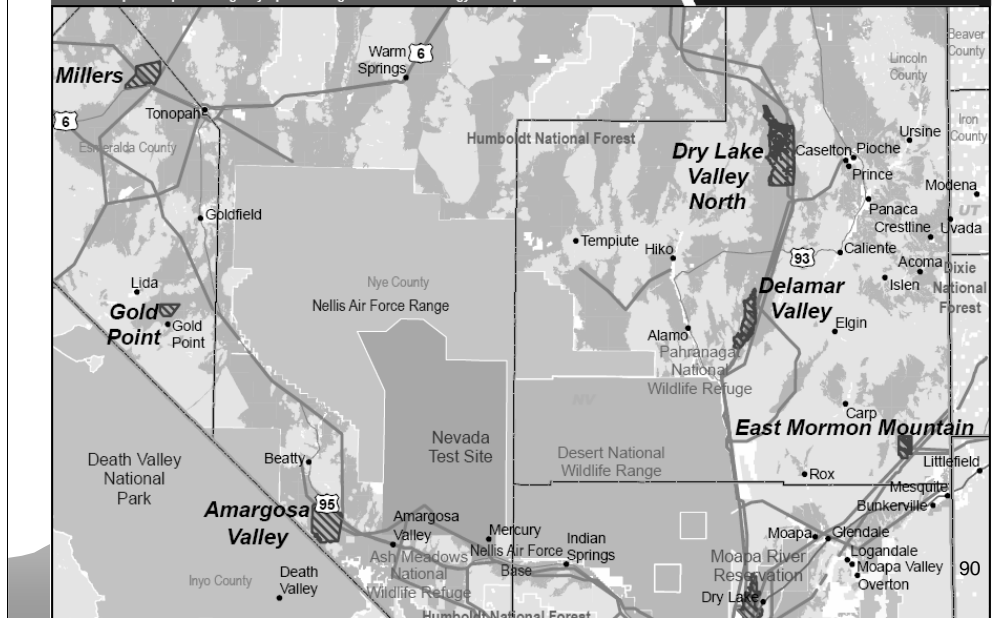 Beaver
County
Warm
Springs
6
Millers
Lincoln
County
6
Tonopah
Iron
County
Esmeralda County
Humboldt National Forest
Ursine
Dry Lake
Valley
North
Caselton
Pioche
Prince
Modena
UT
Panaca
Goldfield
Crestline
Uvada
Tempiute
Hiko
93
Caliente
Acoma
Dixie
National
Forest
Islen
Nye County
Lida
Nellis Air Force Range
Delamar
Valley
Gold
Point
Gold
Point
Elgin
Alamo
Pahranagat
National
Wildlife Refuge
NV
Carp
East Mormon Mountain
Nevada
Test Site
Death Valley
National
Park
Beatty
Desert National
Wildlife Range
Littlefield
Rox
Mesquite
Bunkerville
95
Amargosa
Valley
Amargosa
Valley
Mercury
Nellis Air Force
Base
Indian
Springs
Moapa
Glendale
Ash Meadows
National
Wildlife Refuge
Moapa River
Reservation
Logandale
Moapa Valley
Overton
90
Inyo County
Death
Valley
Dry Lake
Humboldt National Forest